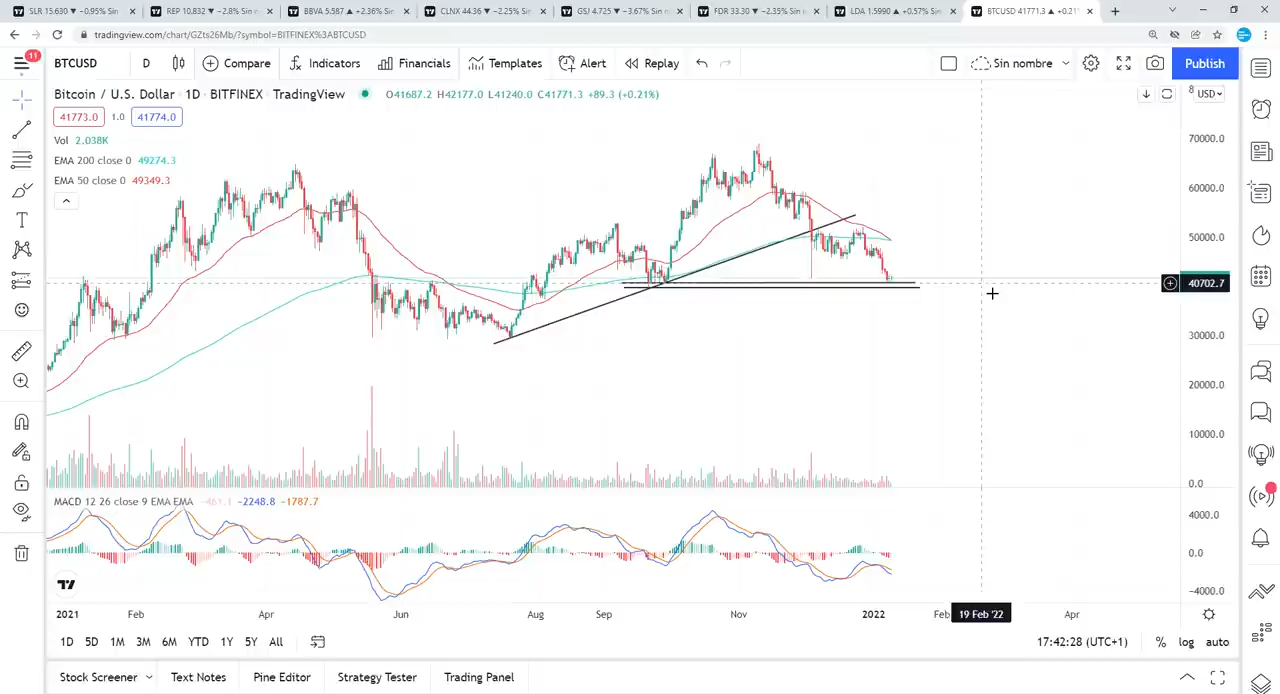 SLR 15.630 ▼ −0.95% Sin
REP 10.832 ▼ −2.8% Sin n
BBVA 5.587 ▲ +2.36% Sin
CLNX 44.36 ▼ −2.25% Sin
GSJ 4.725 ▼ −3.67% Sin n
FDR 33.30 ▼ −2.35% Sin n
LDA 1.5990 ▲ +0.57% Sin
BTCUSD 41771.3 ▲ +0.21
tradingview.com/chart/GZts26Mb/?symbol=BITFINEX%3ABTCUSD
11
BTCUSD D Compare Indicators Financials Templates Alert Replay Sin nombre Publish
Bitcoin / U.S. Dollar · 1D · BITFINEX · TradingView O41687.2 H42177.0 L41240.0 C41771.3 +89.3 (+0.21%)
USD
41773.0 1.0 41774.0
Vol 2.038K
EMA 200 close 0 49274.3
EMA 50 close 0 49349.3
70000.0
60000.0
50000.0
40702.7
30000.0
20000.0
10000.0
0.0
MACD 12 26 close 9 EMA EMA −461.1 −2248.8 −1787.7
4000.0
0.0
−4000.0
2021 Feb Apr Jun Aug Sep Nov 2022 Feb 19 Feb '22 Apr
1D 5D 1M 3M 6M YTD 1Y 5Y All 17:42:28 (UTC+1) % log auto
Stock Screener Text Notes Pine Editor Strategy Tester Trading Panel